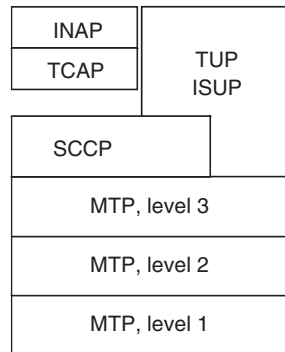 INAP
TCAP
TUP
ISUP
SCCP
MTP, level 3
MTP, level 2
MTP, level 1